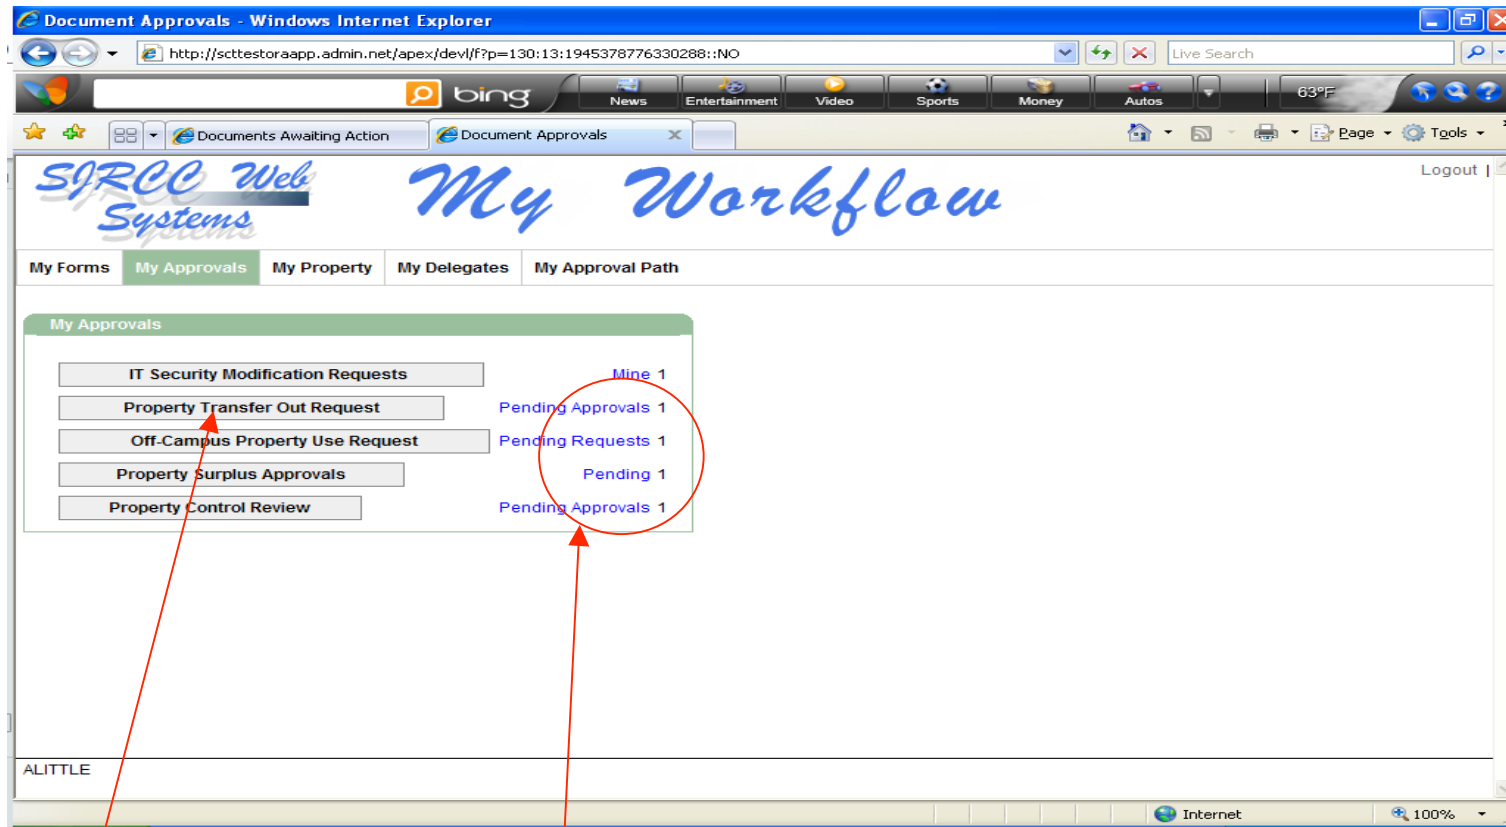 Document Approvals - Windows Internet Explorer
http://scttestoraapp.admin.net/apex/devl/f?p=130:13:1945378776330288::NO
Live Search
bing News Entertainment Video Sports Money Autos 63°F
Documents Awaiting Action Document Approvals Page Tools
SJRCC Web Systems
My Workflow
Logout |
My Forms My Approvals My Property My Delegates My Approval Path
My Approvals
IT Security Modification Requests Mine 1
Property Transfer Out Request Pending Approvals 1
Off-Campus Property Use Request Pending Requests 1
Property Surplus Approvals Pending 1
Property Control Review Pending Approvals 1
ALITTLE
Internet 100%